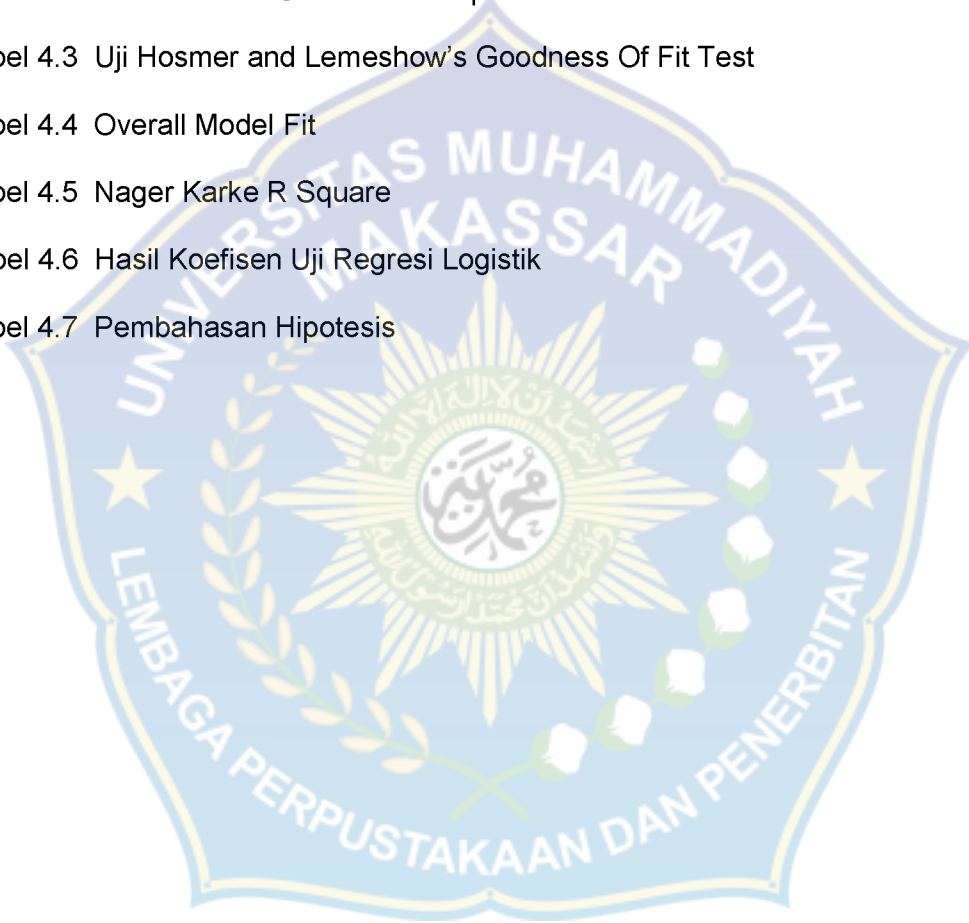 bel 4.3 Uji Hosmer and Lemeshow's Goodness Of Fit Test
bel 4.4 Overall Model Fit
bel 4.5 Nager Karke R Square
bel 4.6 Hasil Koefisen Uji Regresi Logistik
bel 4.7 Pembahasan Hipotesis
UNIVERSITAS MUHAMMADIYAH
MAKASSAR
LEMBAGA PERPUSTAKAAN DAN PENERBITAN